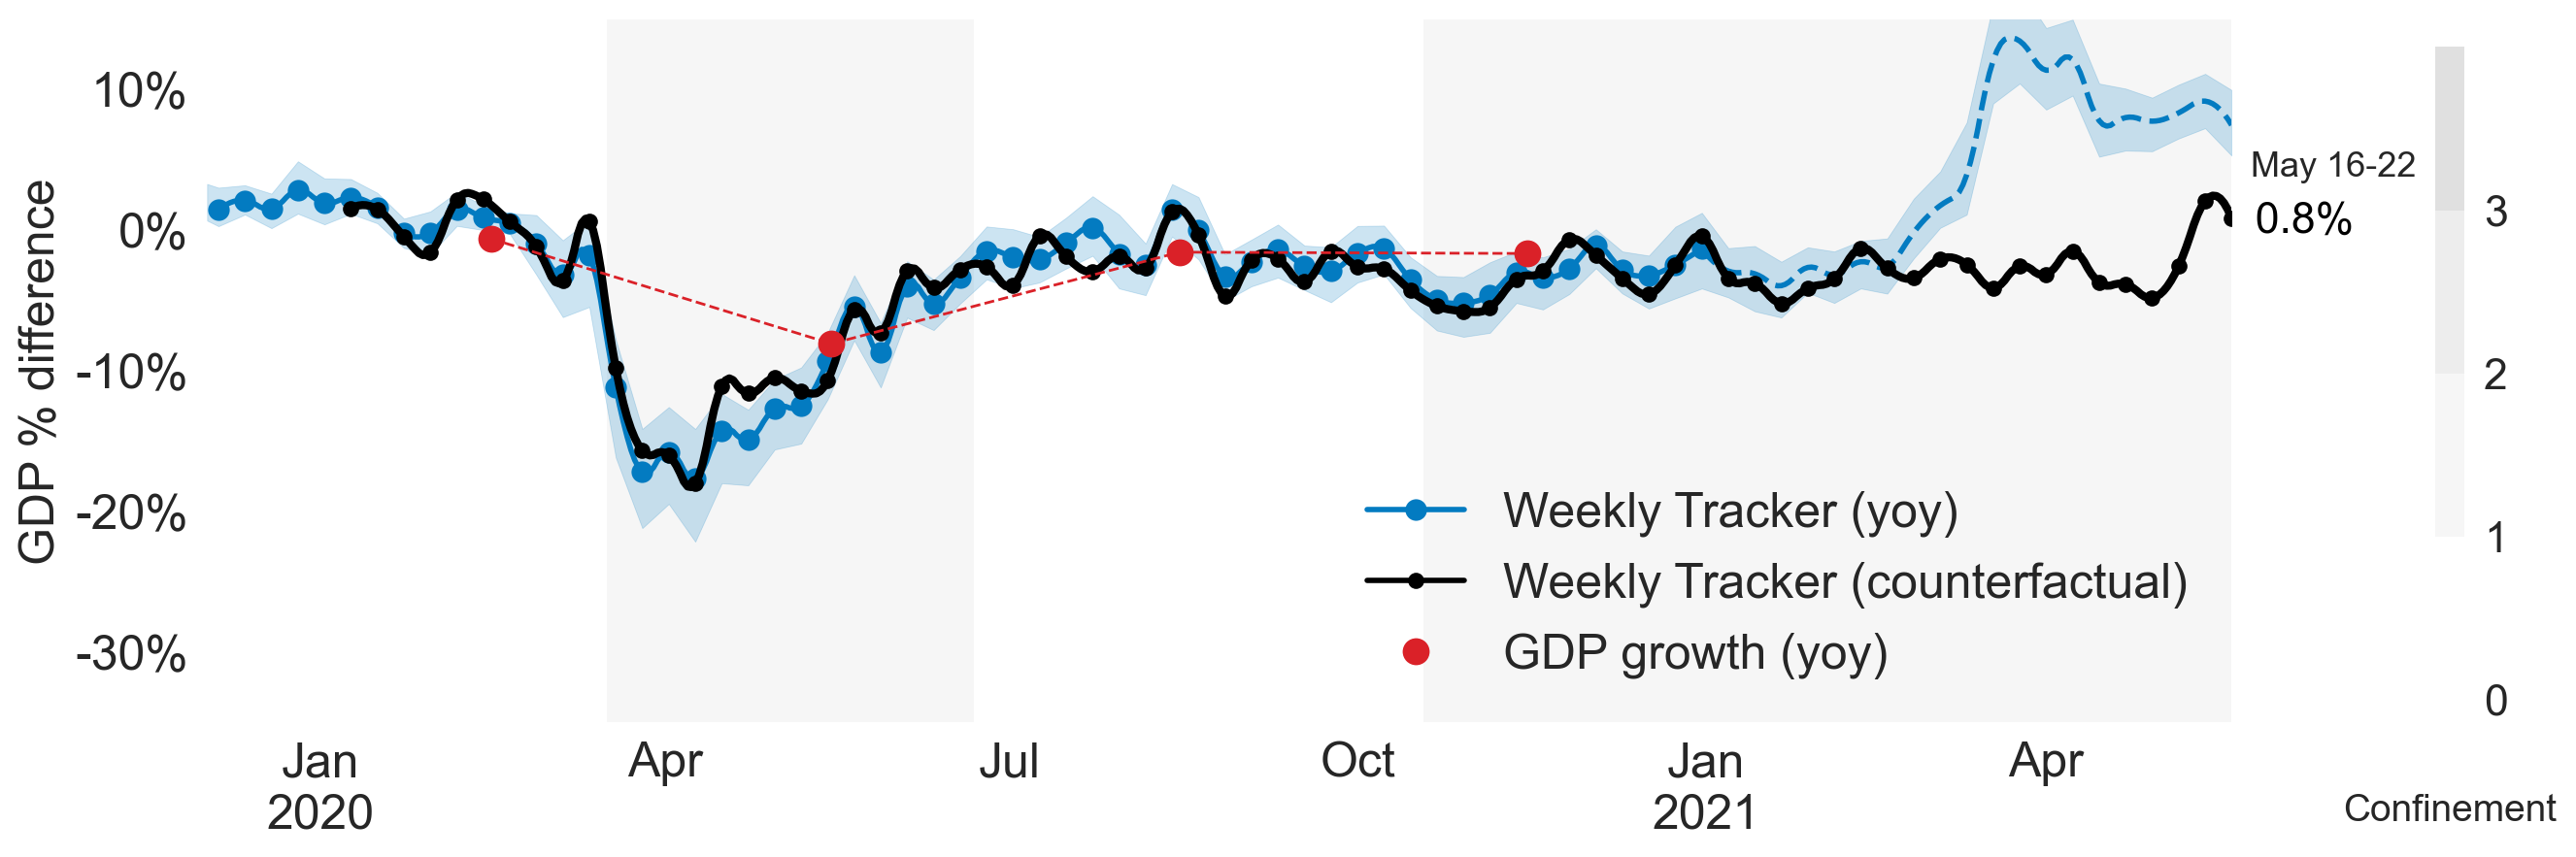 GDP % difference
10%
0%
-10%
-20%
-30%
Jan
2020
Apr
Jul
Oct
Jan
2021
Apr
Weekly Tracker (yoy)
Weekly Tracker (counterfactual)
GDP growth (yoy)
May 16-22
0.8%
3
2
1
0
Confinement